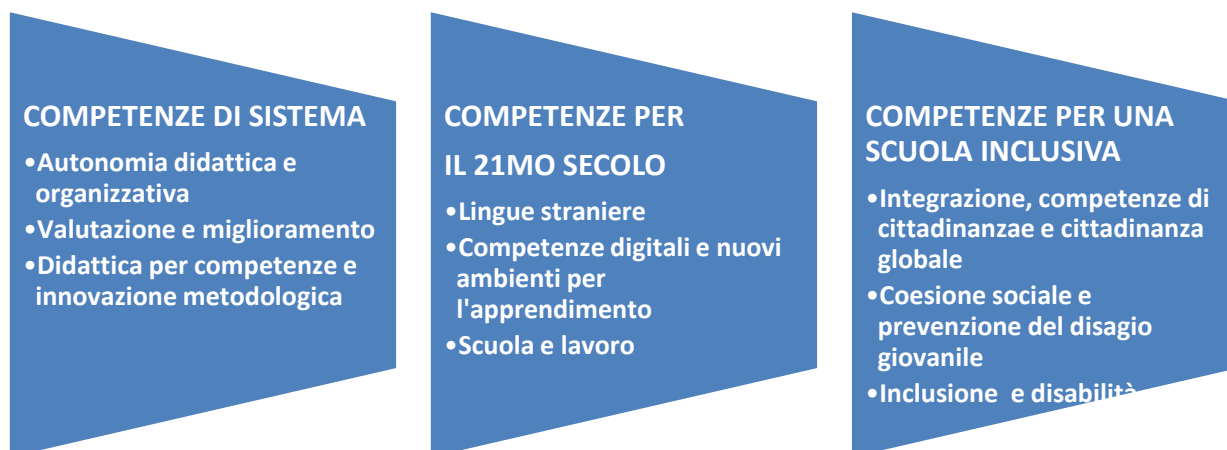 COMPETENZE DI SISTEMA
•Autonomia didattica e
organizzativa
•Valutazione e miglioramento
•Didattica per competenze e
innovazione metodologica
COMPETENZE PER
IL 21MO SECOLO
•Lingue straniere
•Competenze digitali e nuovi
ambienti per
l'apprendimento
•Scuola e lavoro
COMPETENZE PER UNA
SCUOLA INCLUSIVA
•Integrazione, competenze di
cittadinanzae e cittadinanza
globale
•Coesione sociale e
prevenzione del disagio
giovanile
•Inclusione e disabilità